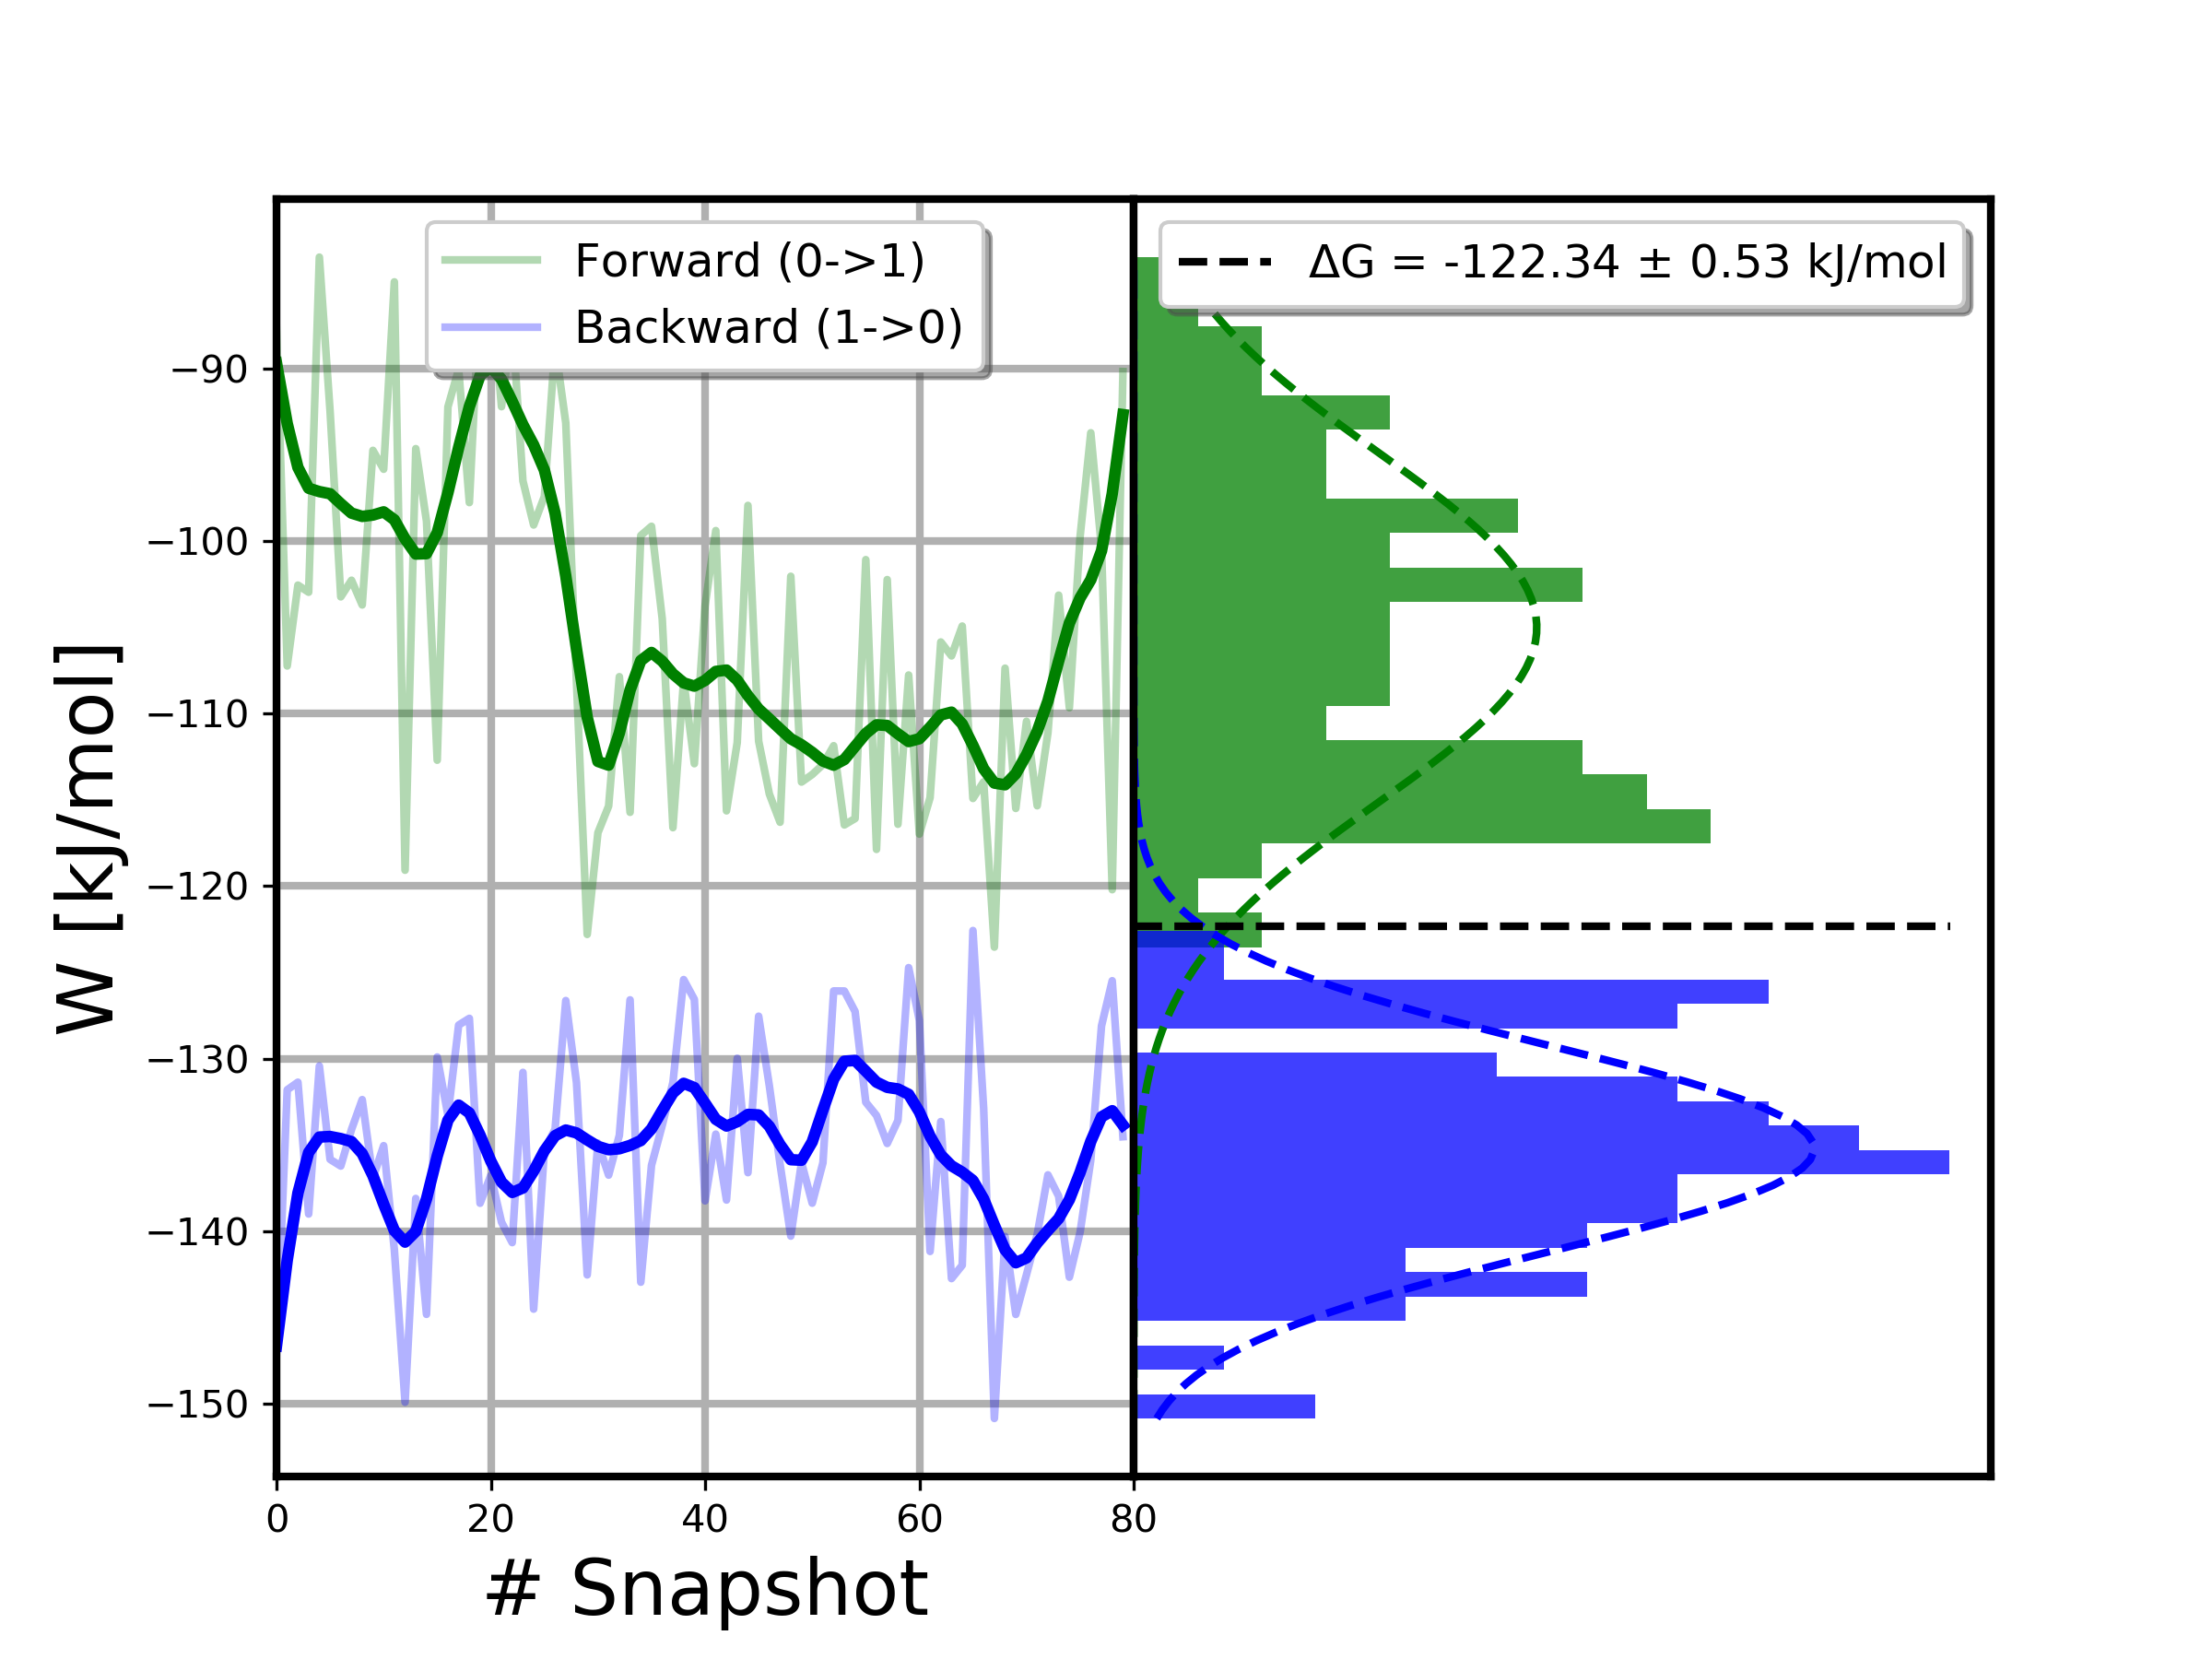 Forward (0->1)
Backward (1->0)
ΔG = -122.34 ± 0.53 kJ/mol
W [kJ/mol]
−90
−100
−110
−120
−130
−140
−150
0 20 40 60 80
# Snapshot